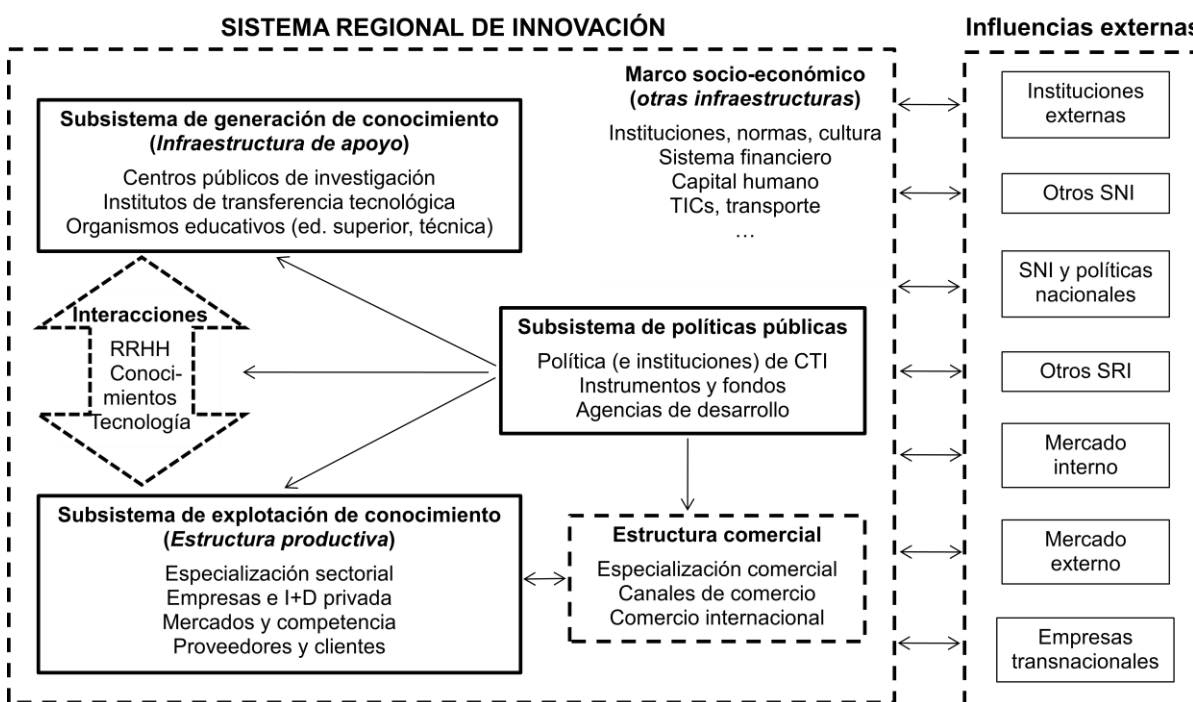 SISTEMA REGIONAL DE INNOVACIÓN
Influencias externas
Marco socio-económico
(otras infraestructuras)
Instituciones, normas, cultura
Sistema financiero
Capital humano
TICs, transporte
…
Subsistema de generación de conocimiento
(Infraestructura de apoyo)
Centros públicos de investigación
Institutos de transferencia tecnológica
Organismos educativos (ed. superior, técnica)
Interacciones
RRHH
Conoci-
mientos
Tecnología
Subsistema de políticas públicas
Política (e instituciones) de CTI
Instrumentos y fondos
Agencias de desarrollo
Subsistema de explotación de conocimiento
(Estructura productiva)
Especialización sectorial
Empresas e I+D privada
Mercados y competencia
Proveedores y clientes
Estructura comercial
Especialización comercial
Canales de comercio
Comercio internacional
Instituciones
externas
Otros SNI
SNI y políticas
nacionales
Otros SRI
Mercado
interno
Mercado
externo
Empresas
transnacionales